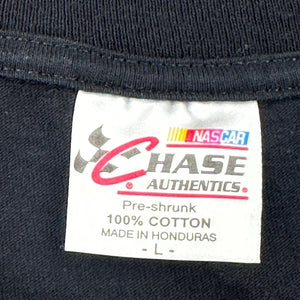 NASCAR
CHASE
AUTHENTICS.
Pre-shrunk
100% COTTON
MADE IN HONDURAS
- L -